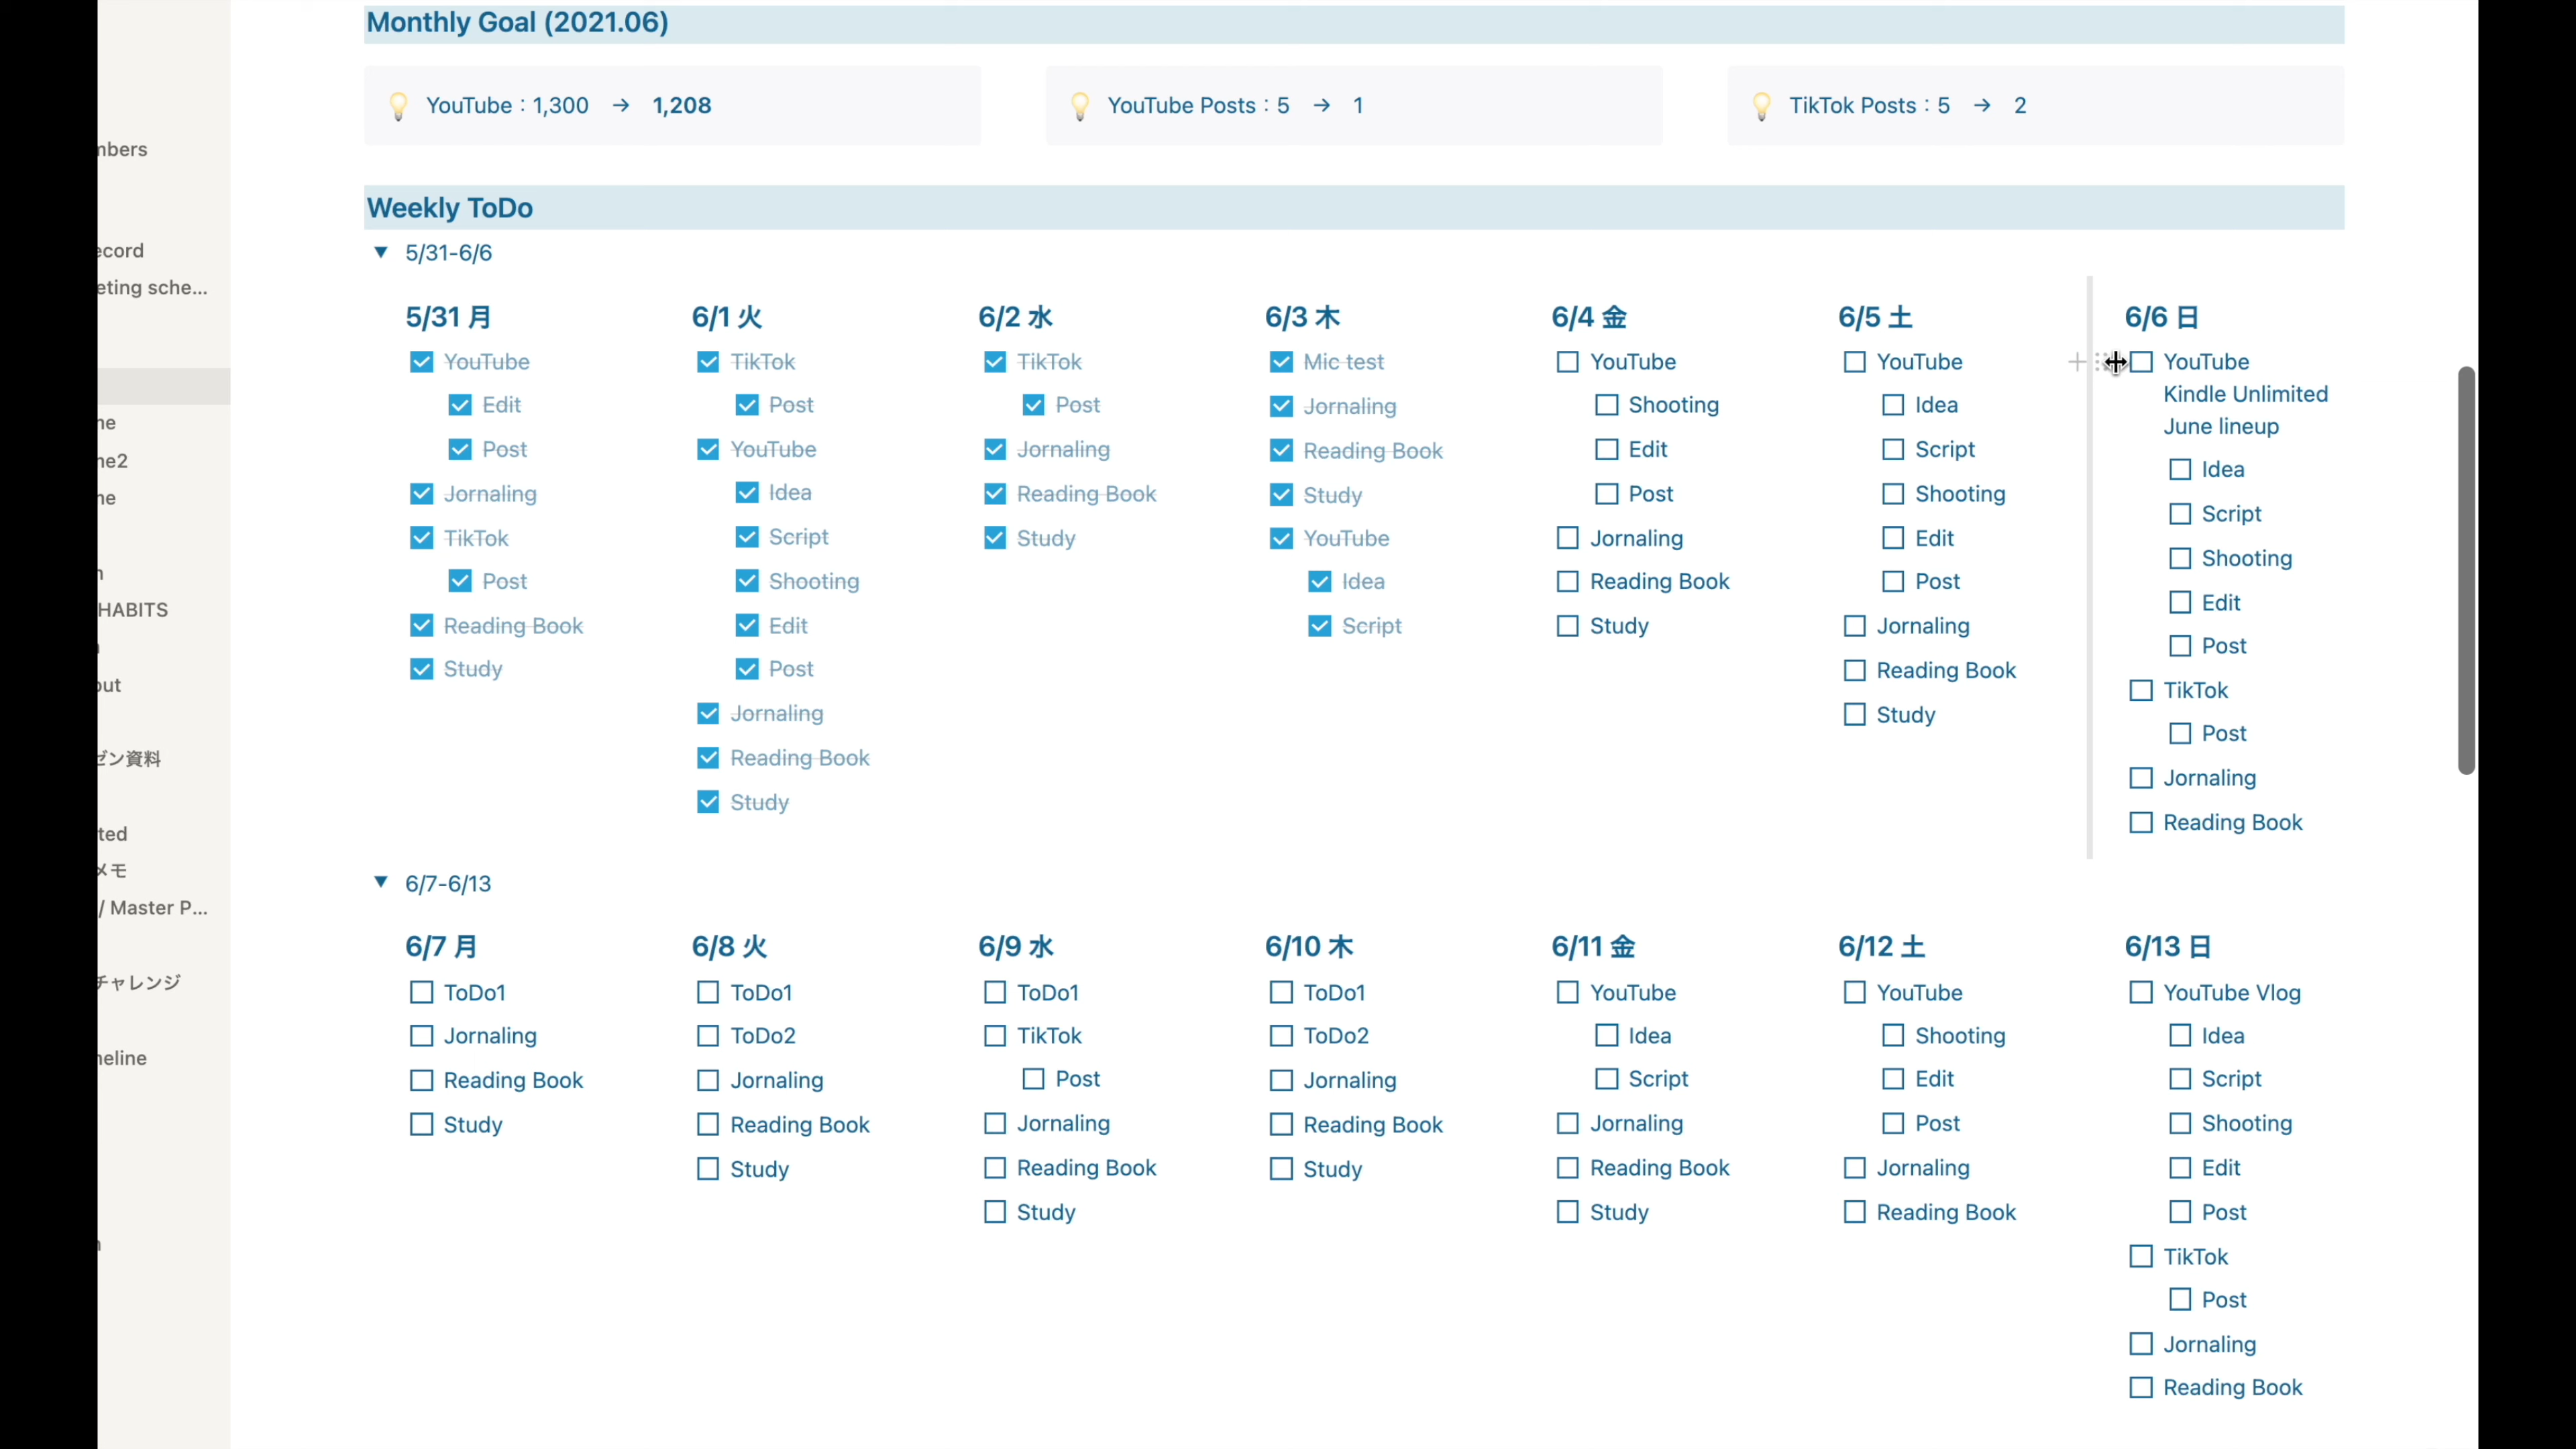 Monthly Goal (2021.06)
YouTube : 1,300 → 1,208
YouTube Posts : 5 → 1
TikTok Posts : 5 → 2
Weekly ToDo
5/31-6/6
5/31 月
YouTube
Edit
Post
Jornaling
TikTok
Post
Reading Book
Study
6/1 火
TikTok
Post
YouTube
Idea
Script
Shooting
Edit
Post
Jornaling
Reading Book
Study
6/2 水
TikTok
Post
Jornaling
Reading Book
Study
6/3 木
Mic test
Jornaling
Reading Book
Study
YouTube
Idea
Script
6/4 金
YouTube
Shooting
Edit
Post
Jornaling
Reading Book
Study
6/5 土
YouTube
Idea
Script
Shooting
Edit
Post
Jornaling
Reading Book
Study
6/6 日
YouTube
Kindle Unlimited
June lineup
Idea
Script
Shooting
Edit
Post
TikTok
Post
Jornaling
Reading Book
6/7-6/13
6/7 月
ToDo1
Jornaling
Reading Book
Study
6/8 火
ToDo1
ToDo2
Jornaling
Reading Book
Study
6/9 水
ToDo1
TikTok
Post
Jornaling
Reading Book
Study
6/10 木
ToDo1
ToDo2
Jornaling
Reading Book
Study
6/11 金
YouTube
Idea
Script
Jornaling
Reading Book
Study
6/12 土
YouTube
Shooting
Edit
Post
Jornaling
Reading Book
6/13 日
YouTube Vlog
Idea
Script
Shooting
Edit
Post
TikTok
Post
Jornaling
Reading Book
mbers
ecord
eting sche...
ne
ne2
ne
HABITS
out
ゼン資料
ted
メモ
/ Master P...
チャレンジ
neline